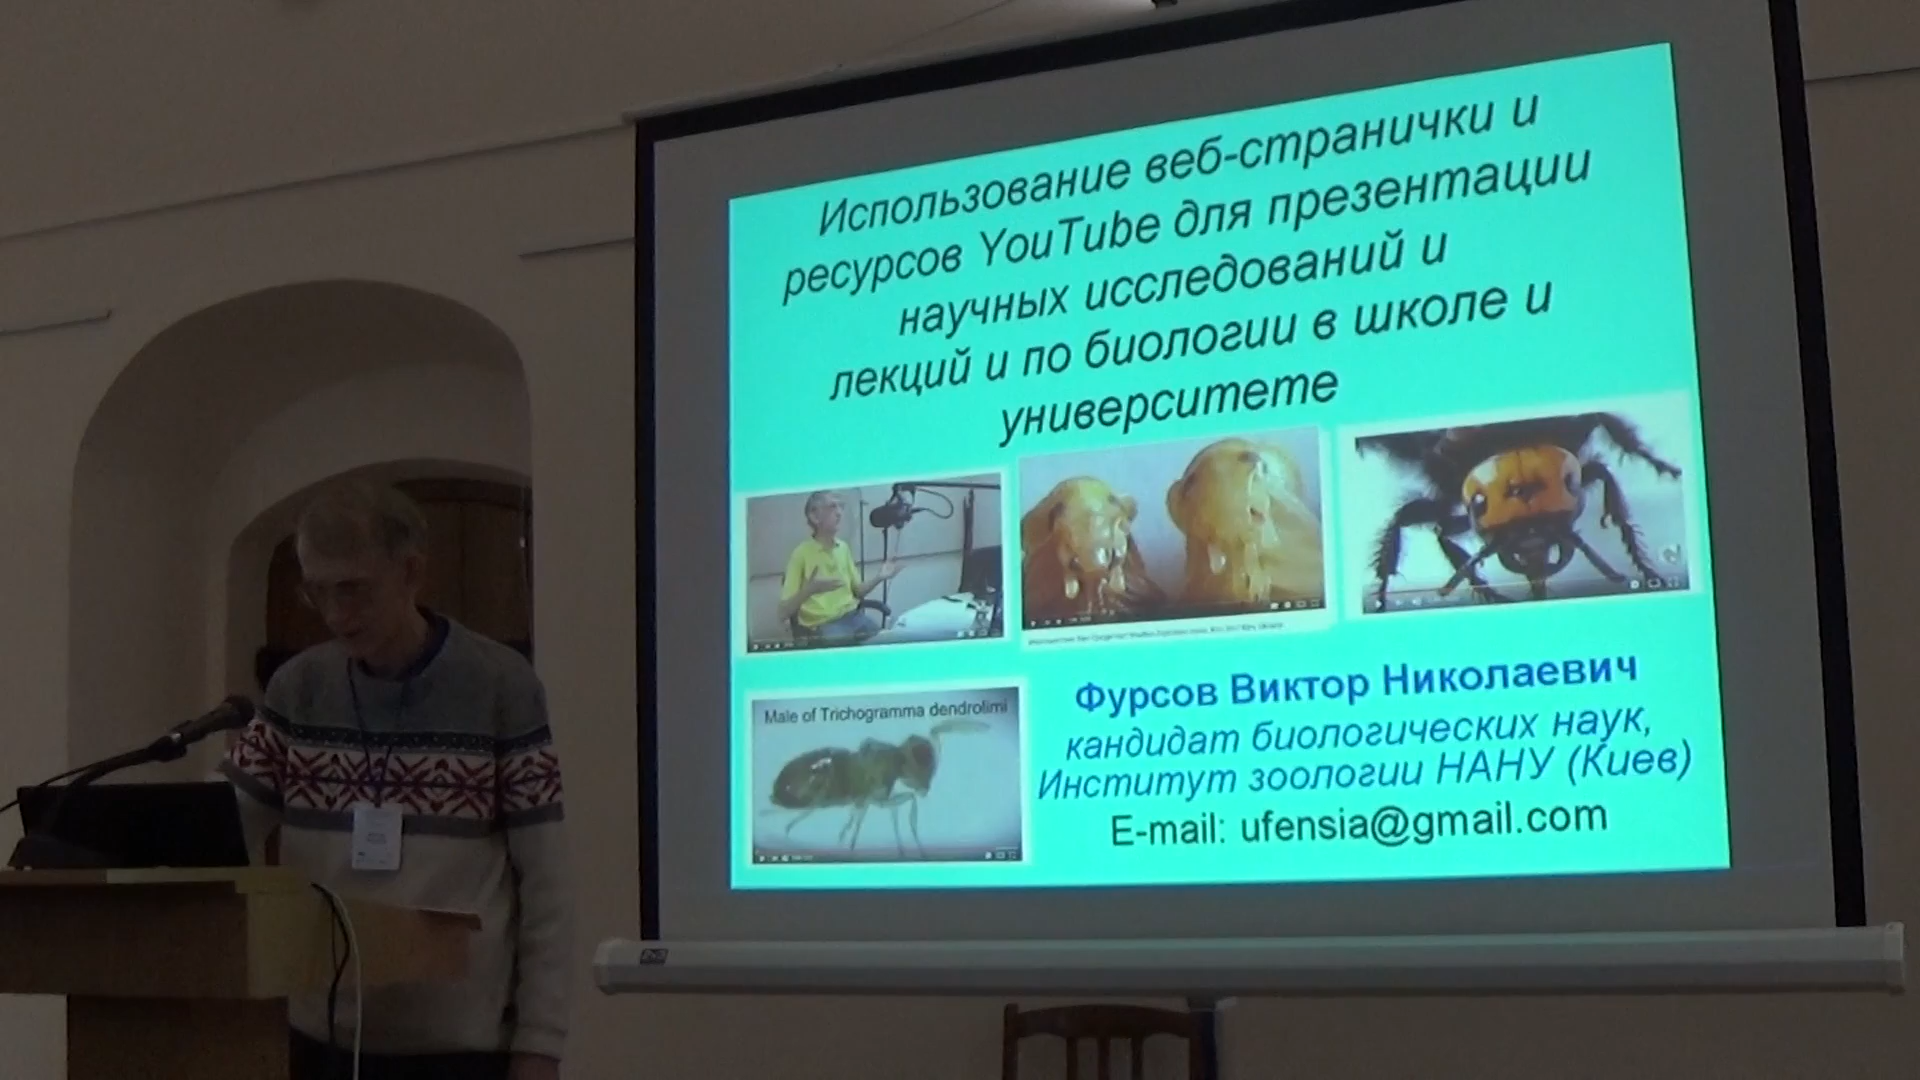 Использование веб-странички и
ресурсов YouTube для презентации
научных исследований и
лекций и по биологии в школе и
университете
Male of Trichogramma dendrolimi
Фурсов Виктор Николаевич
кандидат биологических наук,
Институт зоологии НАНУ (Киев)
E-mail: ufensia@gmail.com